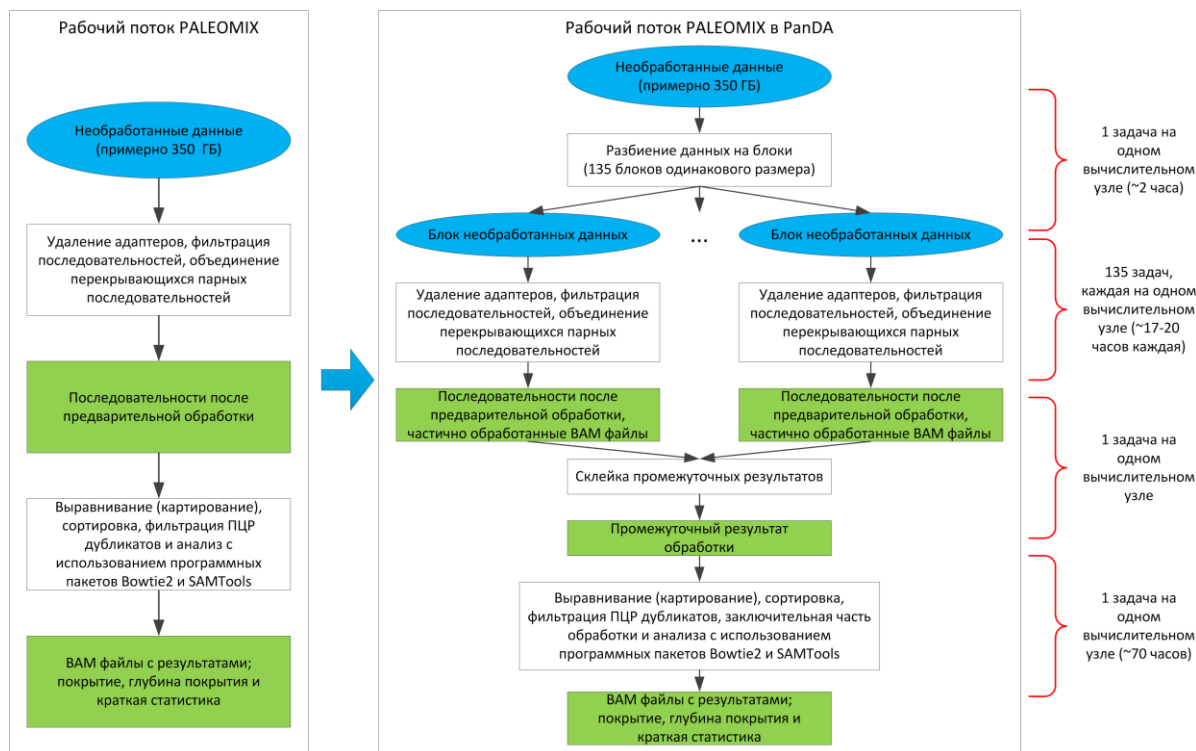 Рабочий поток PALEOMIX
Необработанные данные
(примерно 350 ГБ)
Удаление адаптеров, фильтрация
последовательностей, объединение
перекрывающихся парных
последовательностей
Последовательности после
предварительной обработки
Выравнивание (картирование),
сортировка, фильтрация ПЦР
дубликатов и анализ с
использованием программных
пакетов Bowtie2 и SAMTools
BAM файлы с результатами;
покрытие, глубина покрытия и
краткая статистика
Рабочий поток PALEOMIX в PanDA
Необработанные данные
(примерно 350 ГБ)
Разбиение данных на блоки
(135 блоков одинакового размера)
Блок необработанных данных
...
Блок необработанных данных
Удаление адаптеров, фильтрация
последовательностей, объединение
перекрывающихся парных
последовательностей
Удаление адаптеров, фильтрация
последовательностей, объединение
перекрывающихся парных
последовательностей
Последовательности после
предварительной обработки,
частично обработанные BAM файлы
Последовательности после
предварительной обработки,
частично обработанные BAM файлы
Склейка промежуточных результатов
Промежуточный результат
обработки
Выравнивание (картирование), сортировка,
фильтрация ПЦР дубликатов, заключительная часть
обработки и анализа с использованием
программных пакетов Bowtie2 и SAMTools
BAM файлы с результатами;
покрытие, глубина покрытия и
краткая статистика
1 задача на
одном
вычислительном
узле (~2 часа)
135 задач,
каждая на одном
вычислительном
узле (~17-20
часов каждая)
1 задача на
одном
вычислительном
узле
1 задача на
одном
вычислительном
узле (~70 часов)